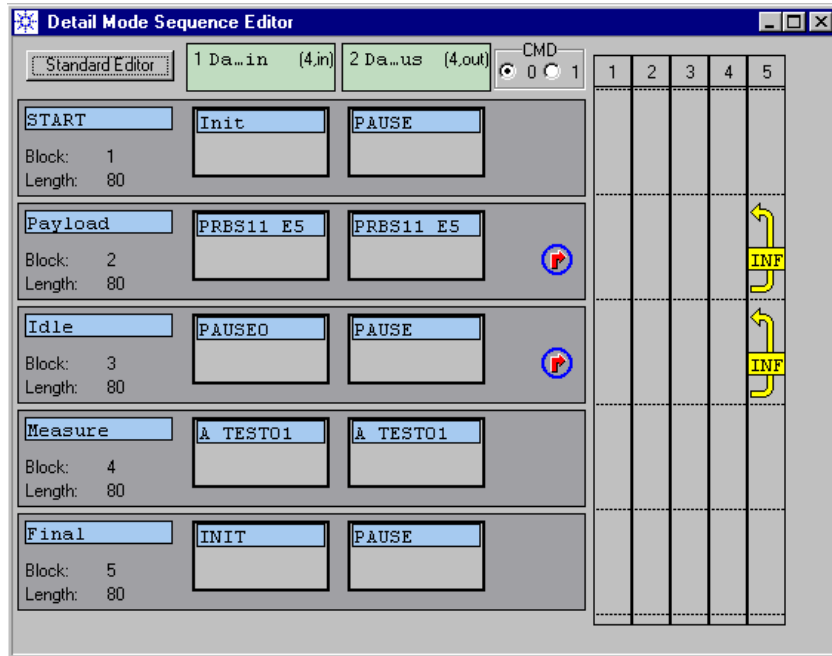 Detail Mode Sequence Editor
Standard Editor
1 Da…in (4,in)
2 Da…us (4,out)
CMD
0 1
1 2 3 4 5
START
Init
PAUSE
Block: 1
Length: 80
Payload
PRBS11 E5
PRBS11 E5
Block: 2
Length: 80
INF
Idle
PAUSE0
PAUSE
Block: 3
Length: 80
INF
Measure
A TEST01
A TEST01
Block: 4
Length: 80
Final
INIT
PAUSE
Block: 5
Length: 80